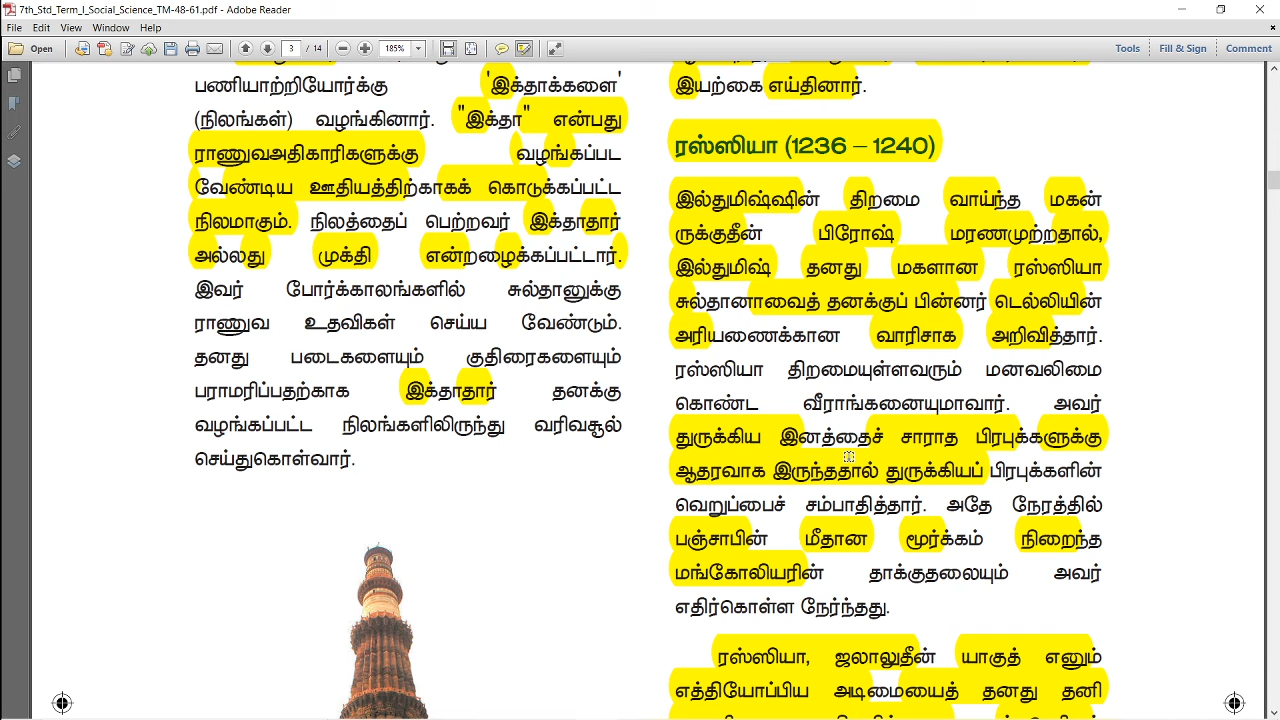 7th_Std_Term_I_Social_Science_TM-48-61.pdf - Adobe Reader
File Edit View Window Help
Open 3 / 14 185% Tools Fill & Sign Comment
பணியாற்றியோர்க்கு 'இக்தாக்களை'
(நிலங்கள்) வழங்கினார். "இக்தா" என்பது
ராணுவஅதிகாரிகளுக்கு வழங்கப்பட
வேண்டிய ஊதியத்திற்காகக் கொடுக்கப்பட்ட
நிலமாகும். நிலத்தைப் பெற்றவர் இக்தாதார்
அல்லது முக்தி என்றழைக்கப்பட்டார்.
இவர் போர்க்காலங்களில் சுல்தானுக்கு
ராணுவ உதவிகள் செய்ய வேண்டும்.
தனது படைகளையும் குதிரைகளையும்
பராமரிப்பதற்காக இக்தாதார் தனக்கு
வழங்கப்பட்ட நிலங்களிலிருந்து வரிவசூல்
செய்துகொள்வார்.
இயற்கை எய்தினார்.
ரஸ்ஸியா (1236 – 1240)
இல்துமிஷ்ஷின் திறமை வாய்ந்த மகன்
ருக்குதீன் பிரோஷ் மரணமுற்றதால்,
இல்துமிஷ் தனது மகளான ரஸ்ஸியா
சுல்தானாவைத் தனக்குப் பின்னர் டெல்லியின்
அரியணைக்கான வாரிசாக அறிவித்தார்.
ரஸ்ஸியா திறமையுள்ளவரும் மனவலிமை
கொண்ட வீராங்கனையுமாவார். அவர்
துருக்கிய இனத்தைச் சாராத பிரபுக்களுக்கு
ஆதரவாக இருந்ததால் துருக்கியப் பிரபுக்களின்
வெறுப்பைச் சம்பாதித்தார். அதே நேரத்தில்
பஞ்சாபின் மீதான மூர்க்கம் நிறைந்த
மங்கோலியரின் தாக்குதலையும் அவர்
எதிர்கொள்ள நேர்ந்தது.
ரஸ்ஸியா, ஜலாலுதீன் யாகுத் எனும்
எத்தியோப்பிய அடிமையைத் தனது தனி